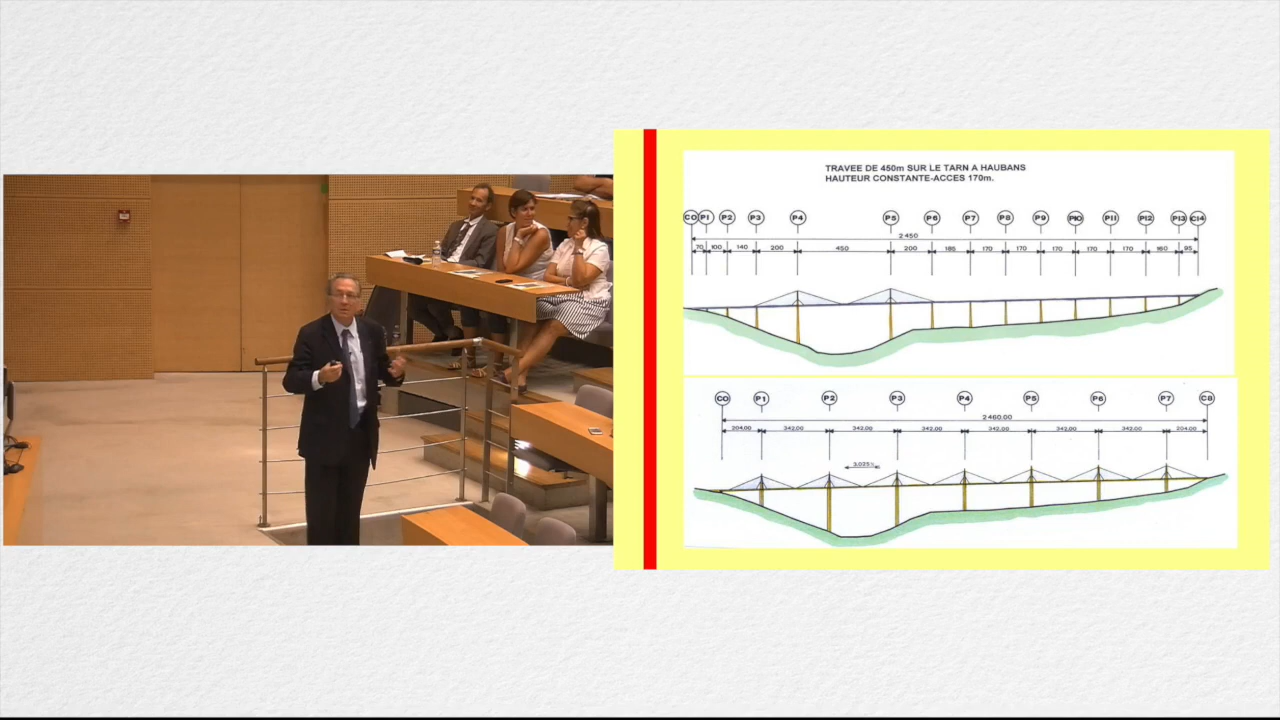 TRAVEE DE 450m SUR LE TARN A HAUBANS
HAUTEUR CONSTANTE-ACCES 170m.
C0 P1 P2 P3 P4 P5 P6 P7 P8 P9 P10 P11 P12 P13 C14
2 450
70 100 140 200 450 200 185 170 170 170 170 170 160 95
C0 P1 P2 P3 P4 P5 P6 P7 C8
2 460.00
204.00 342.00 342.00 342.00 342.00 342.00 342.00 204.00
3,025%